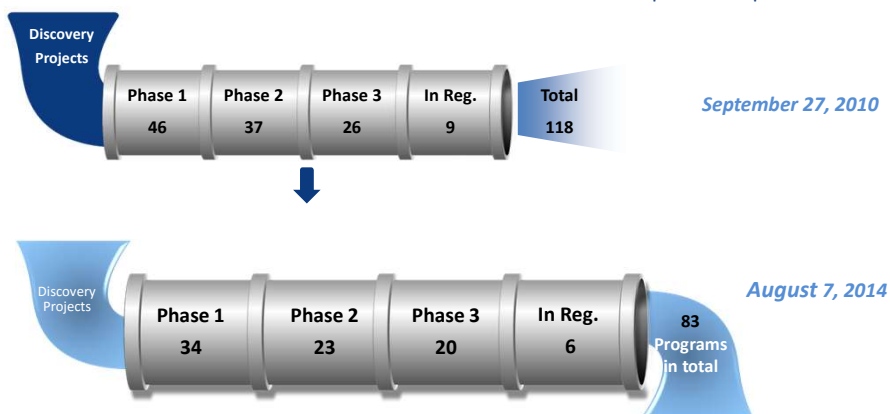 Discovery
Projects
Phase 1 Phase 2 Phase 3 In Reg. Total
46 37 26 9 118
September 27, 2010
Discovery
Projects
Phase 1 Phase 2 Phase 3 In Reg.
34 23 20 6
83
Programs
in total
August 7, 2014